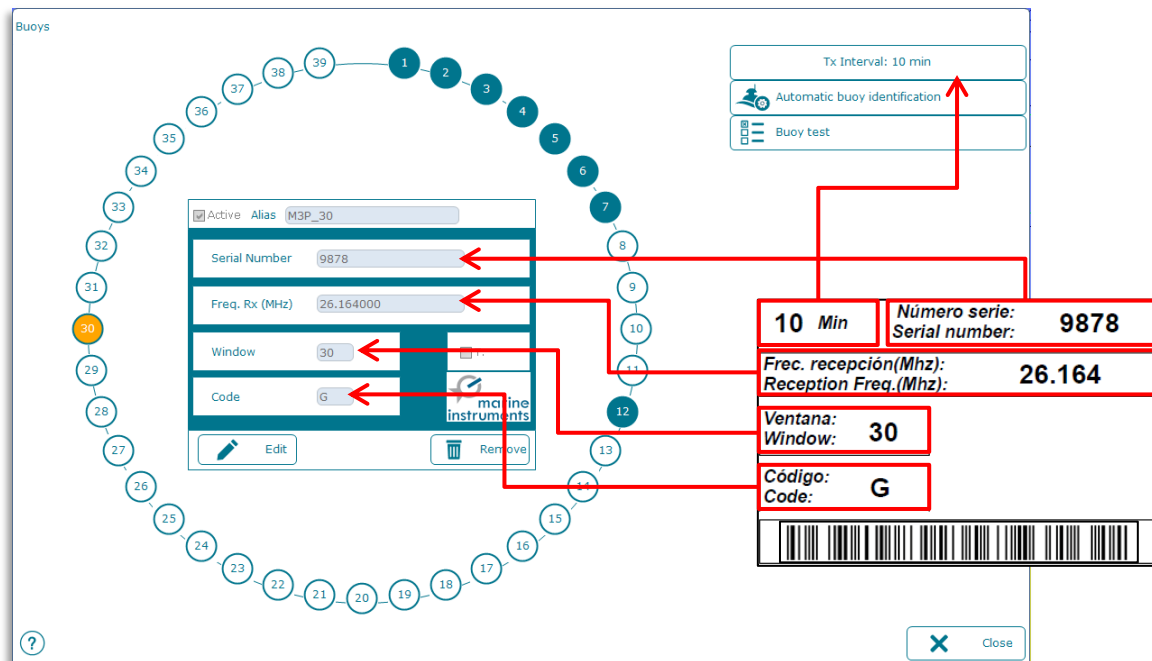 Buoys
Tx Interval: 10 min
Automatic buoy identification
Buoy test
1
2
3
4
5
6
7
8
9
10
11
12
13
14
15
16
17
18
19
20
21
22
23
24
25
26
27
28
29
30
31
32
33
34
35
36
37
38
39
Active Alias M3P_30
Serial Number 9878
Freq. Rx (MHz) 26.164000
Window 30
Code G
marine
instruments
Edit
Remove
10 Min
Número serie:
Serial number: 9878
Frec. recepción(Mhz):
Reception Freq.(Mhz): 26.164
Ventana:
Window: 30
Código:
Code: G
?
Close